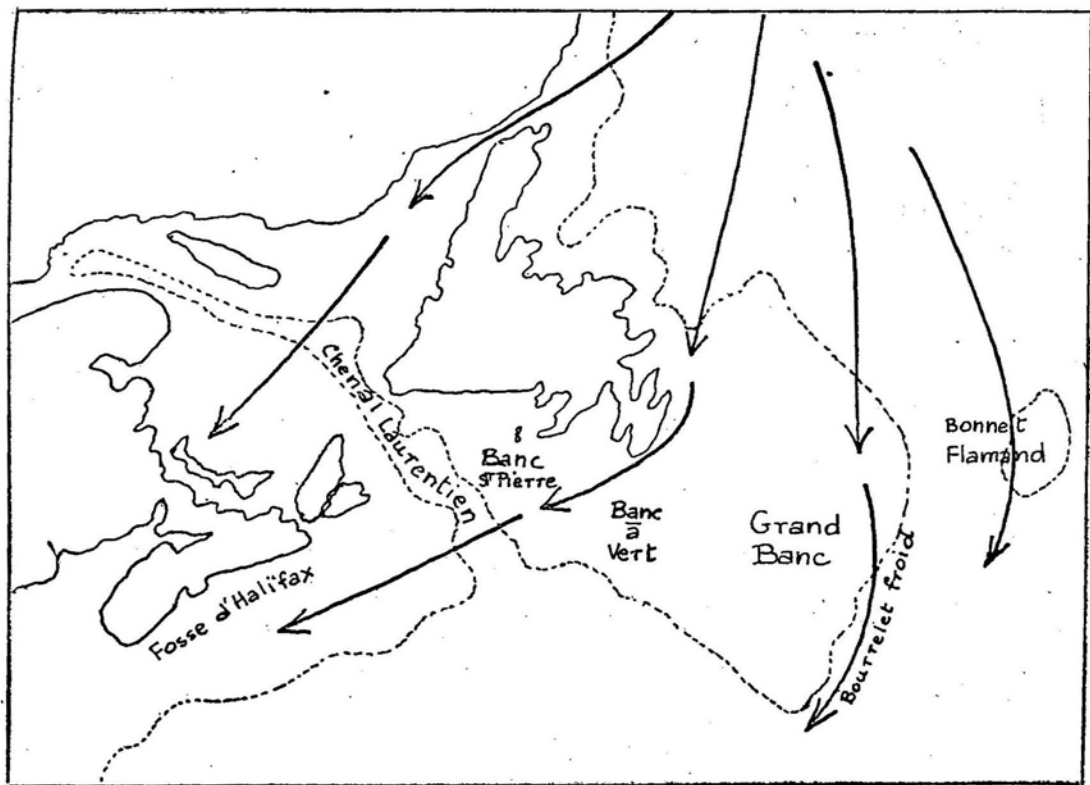 Chenal Laurentien
Banc
St Pierre
Banc
à
Vert
Grand
Banc
Bonnet
Flamand
Bourrelet froid
Fosse d'Halifax